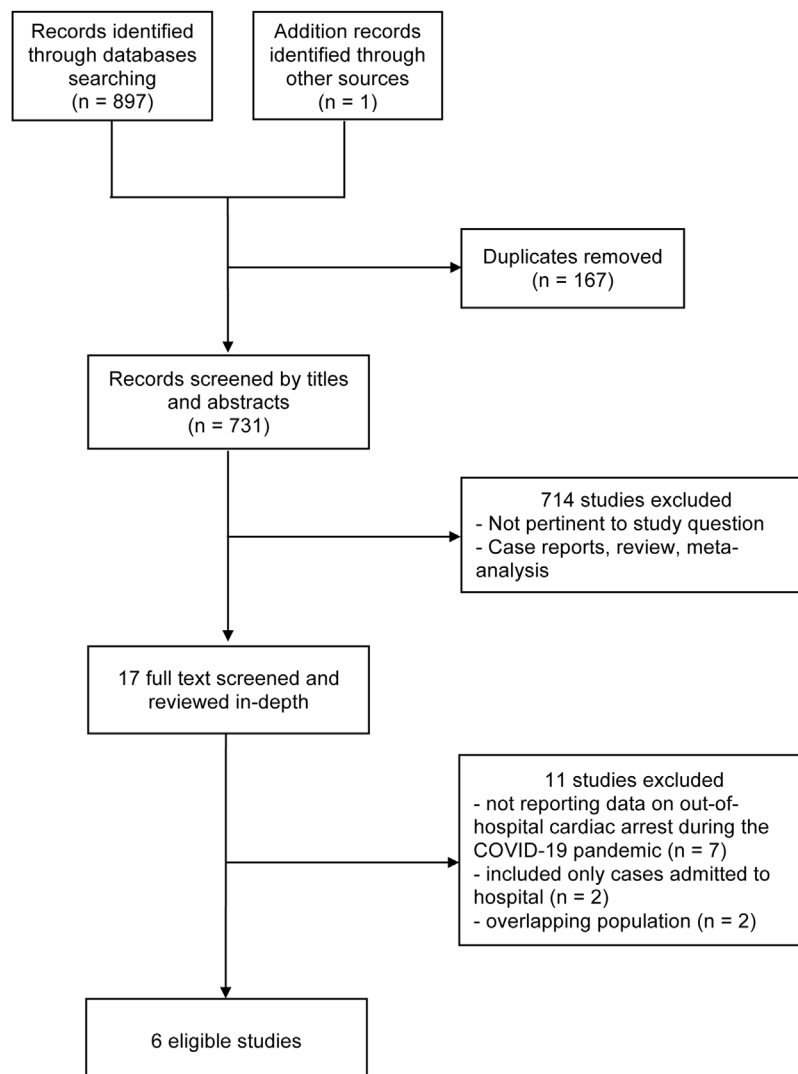 Records identified
through databases
searching
(n = 897)
Addition records
identified through
other sources
(n = 1)
Duplicates removed
(n = 167)
Records screened by titles
and abstracts
(n = 731)
714 studies excluded
- Not pertinent to study question
- Case reports, review, meta-
analysis
17 full text screened and
reviewed in-depth
11 studies excluded
- not reporting data on out-of-
hospital cardiac arrest during the
COVID-19 pandemic (n = 7)
- included only cases admitted to
hospital (n = 2)
- overlapping population (n = 2)
6 eligible studies